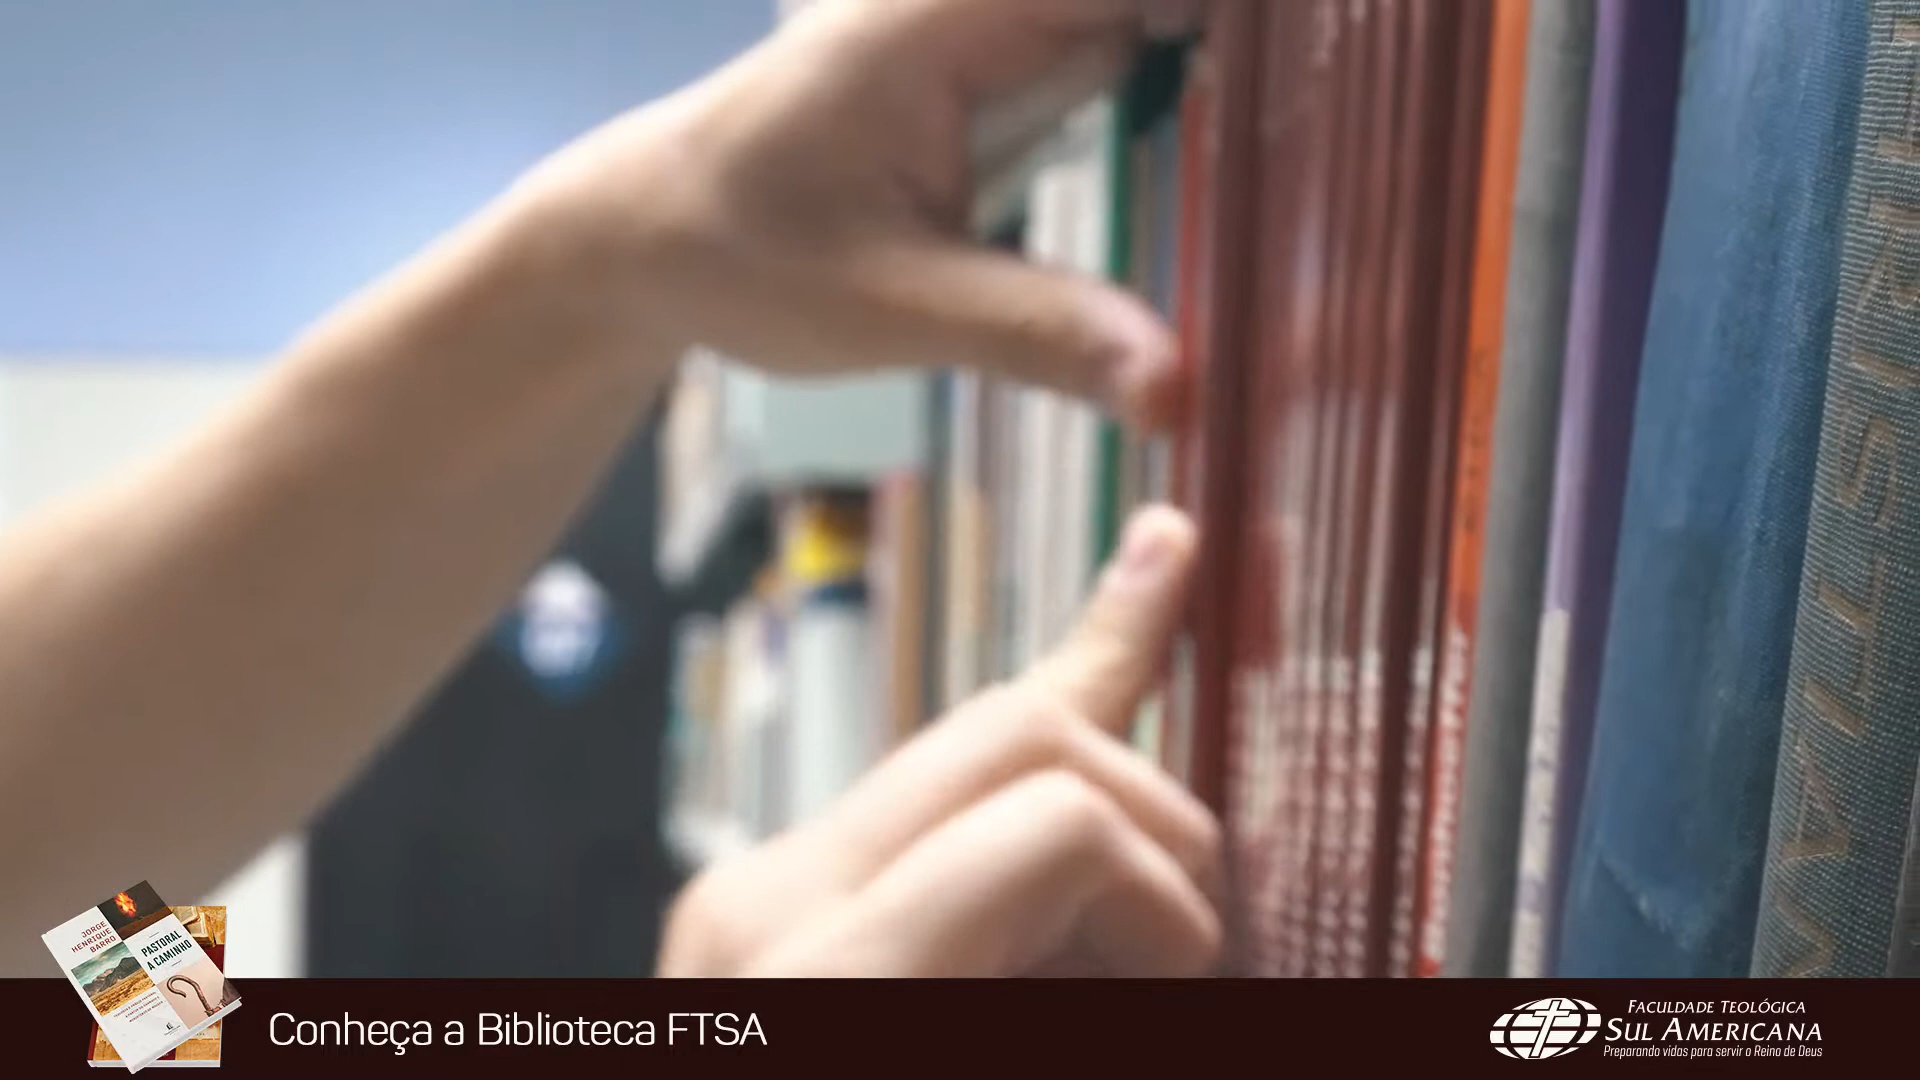 JORGE
HENRIQUE
BARRO
PASTORAL
A CAMINHO
Conheça a Biblioteca FTSA
FACULDADE TEOLÓGICA
SUL AMERICANA
Preparando vidas para servir o Reino de Deus